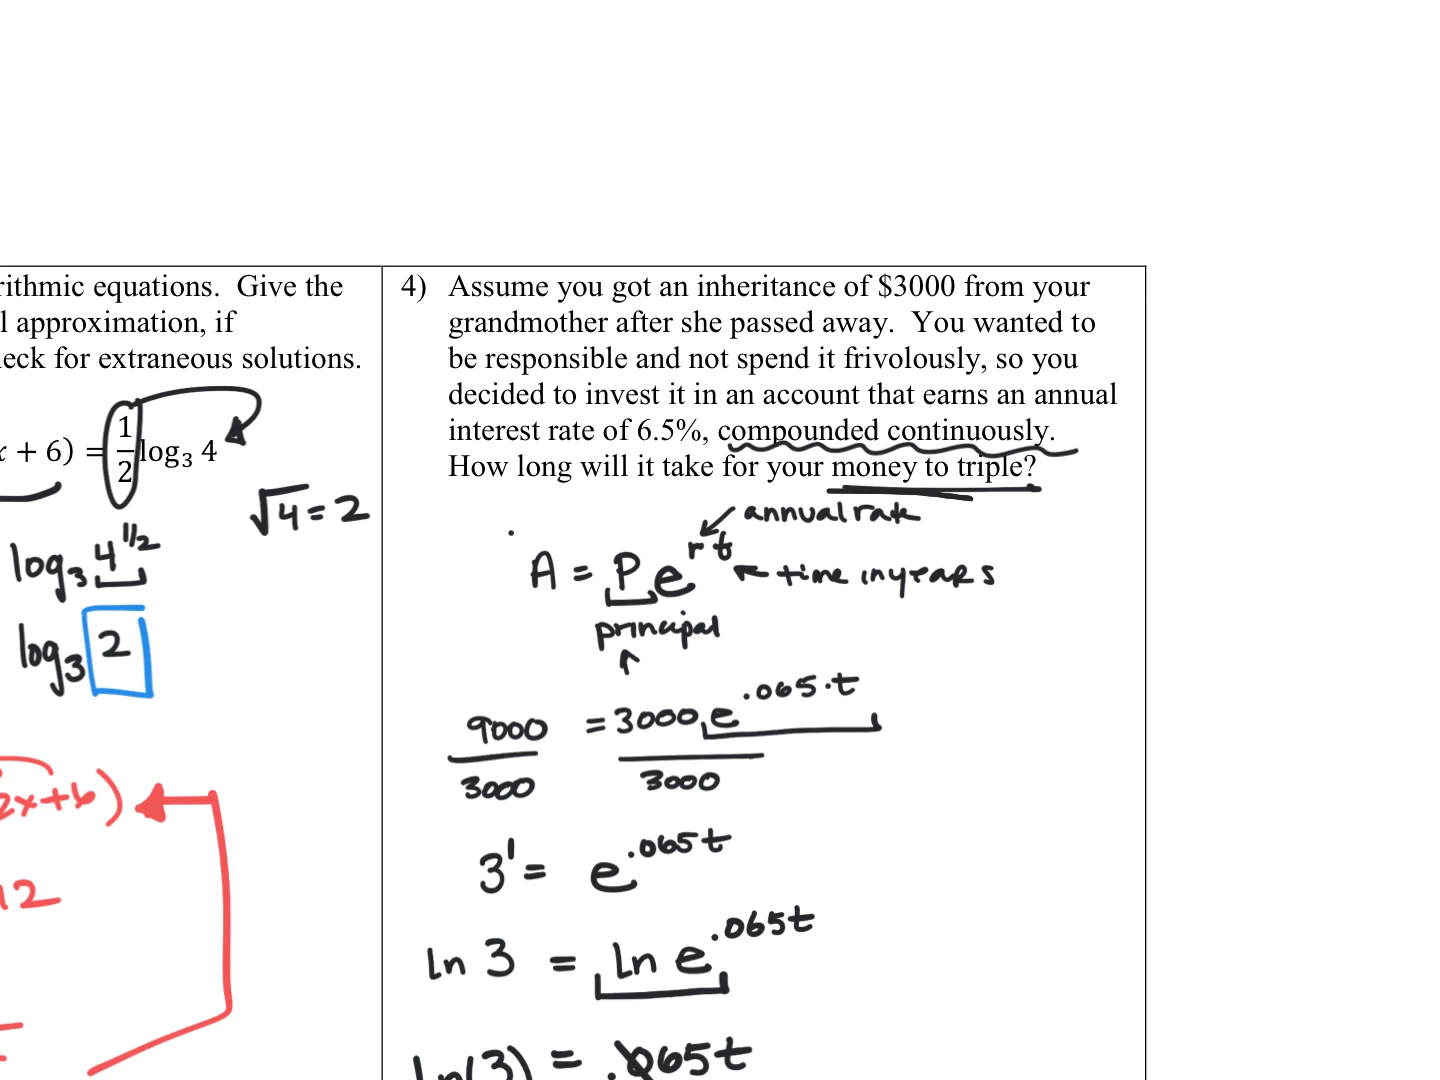 rithmic equations. Give the
l approximation, if
eck for extraneous solutions.
x + 6) = 1/2 log₃ 4
√4 = 2
log₃ 4^1/2
log₃ 2
2x+6)
12
4) Assume you got an inheritance of $3000 from your
grandmother after she passed away. You wanted to
be responsible and not spend it frivolously, so you
decided to invest it in an account that earns an annual
interest rate of 6.5%, compounded continuously.
How long will it take for your money to triple?
annual rate
A = Pe^rt
time in years
principal
9000 = 3000 e^.065·t
3000 3000
3' = e^.065t
ln 3 = ln e^.065t
ln(3) = .065t